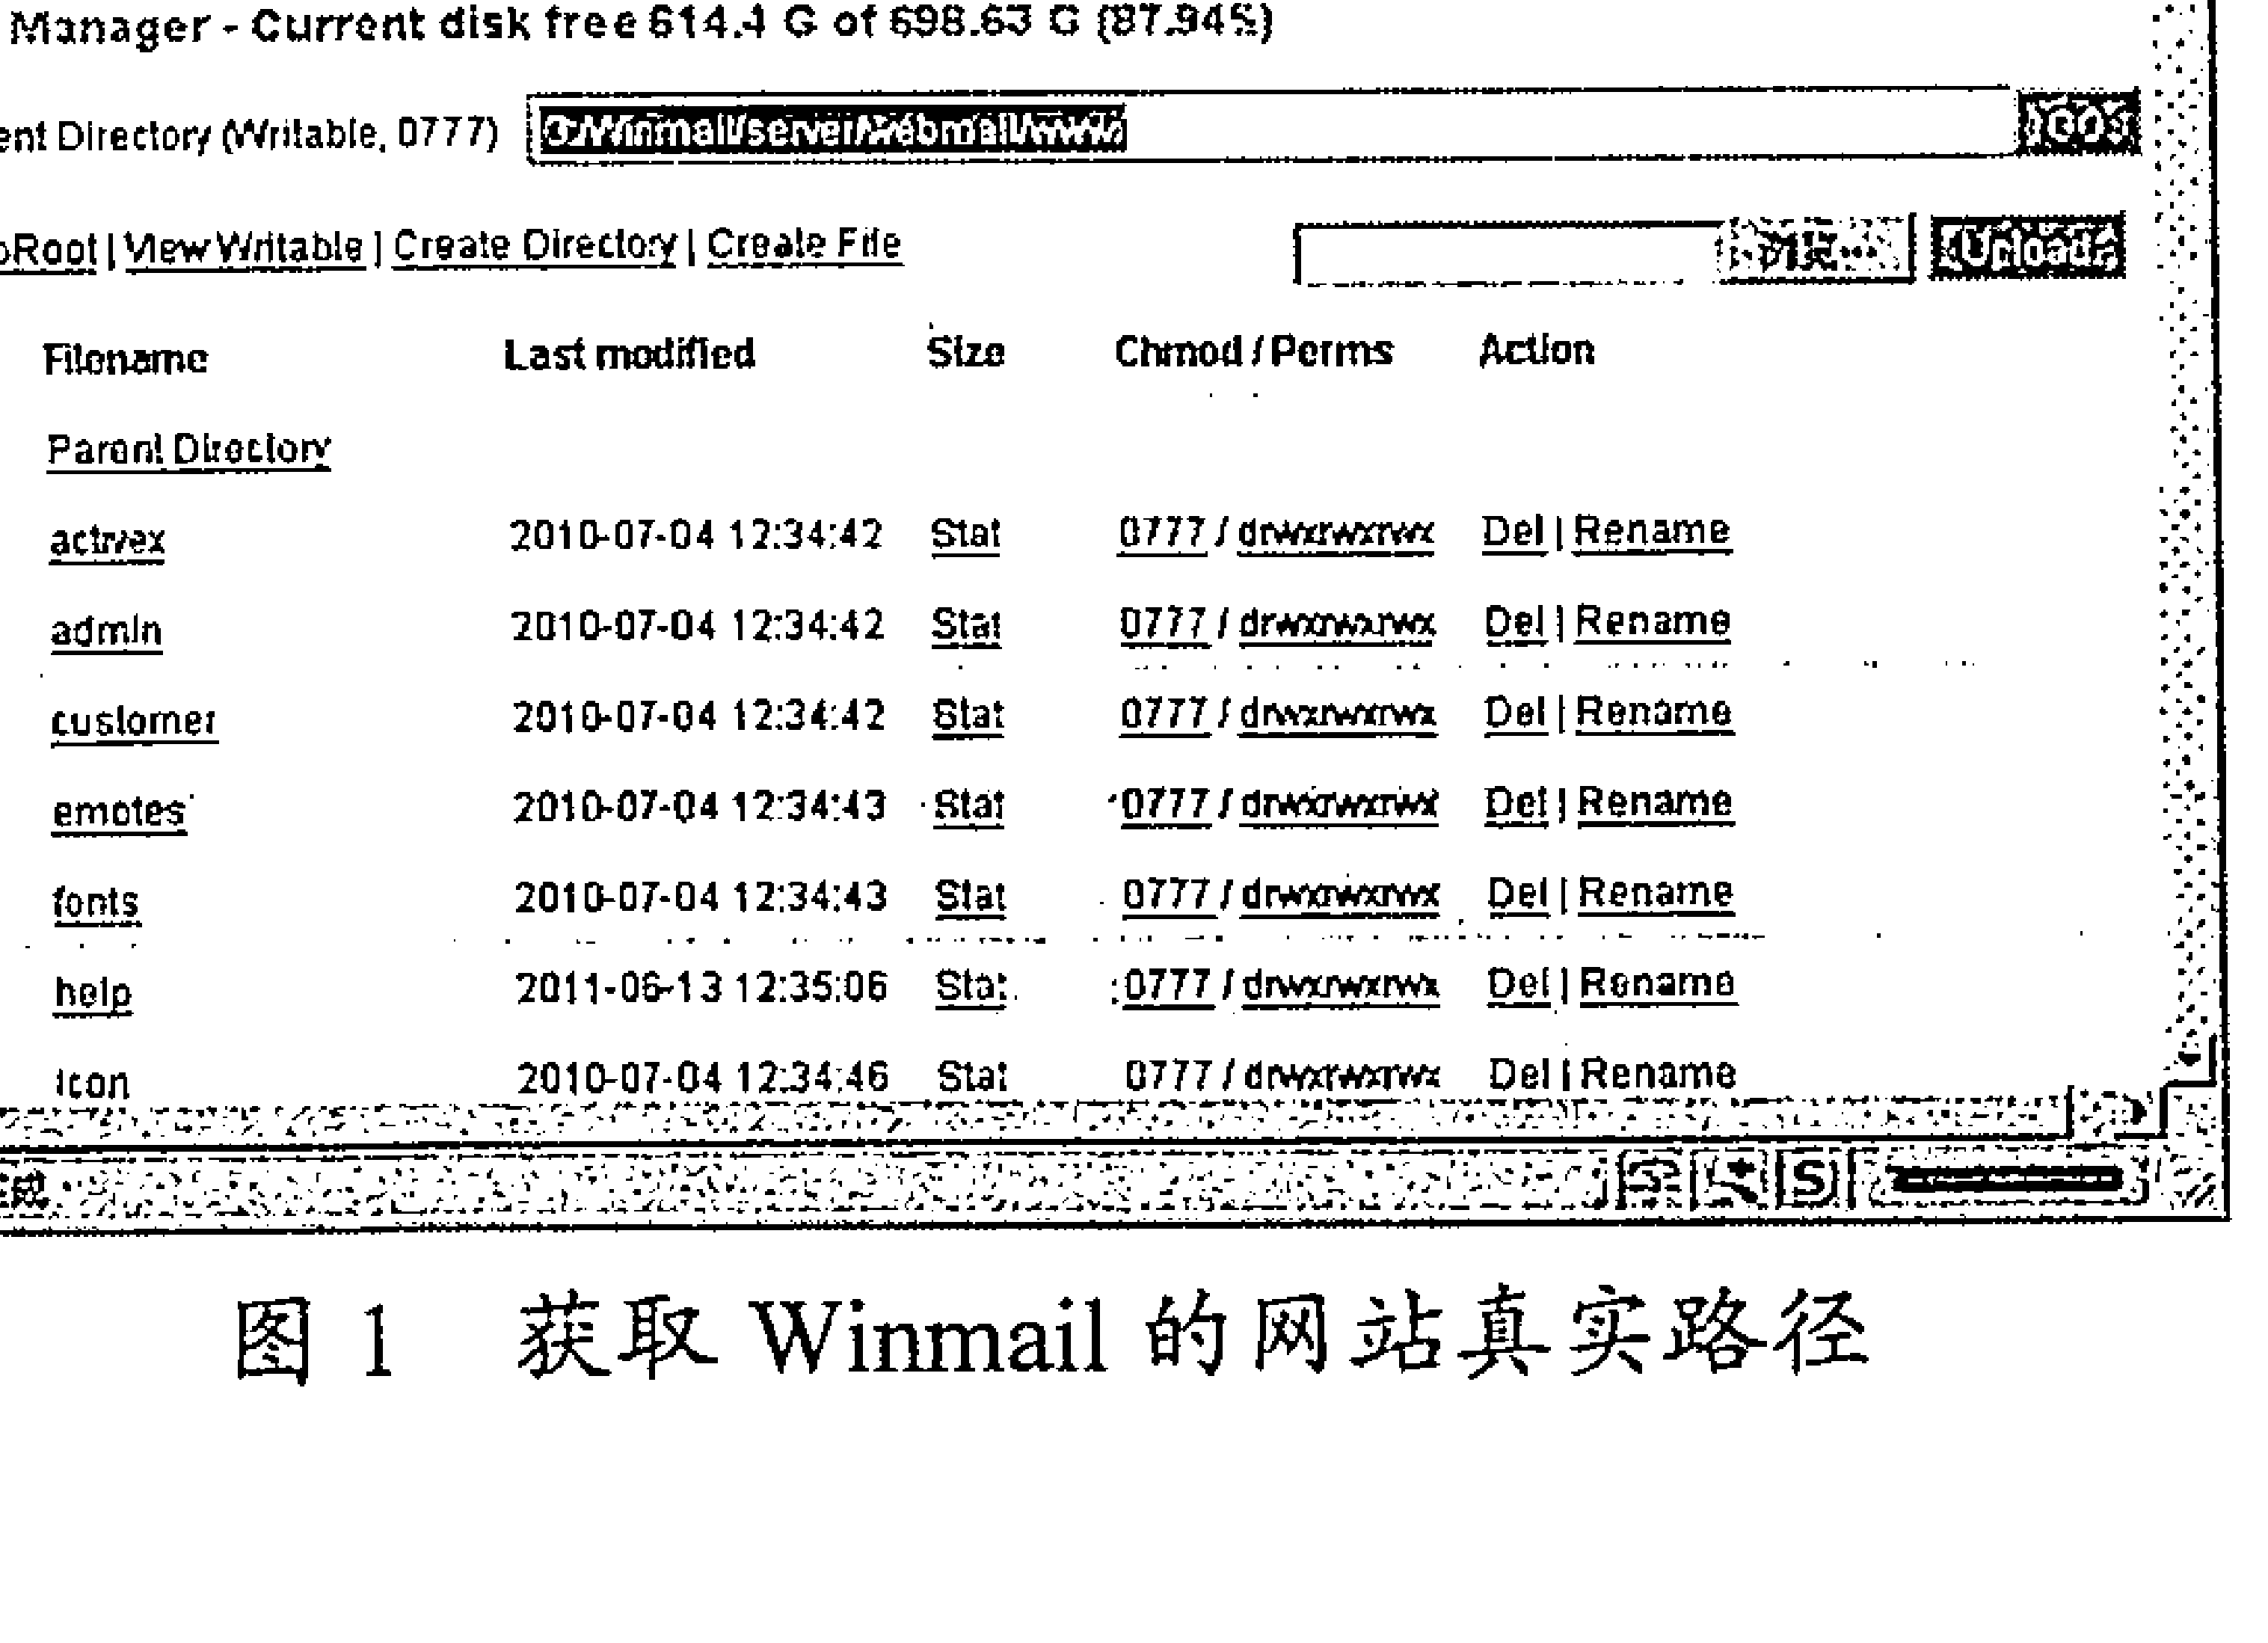 Manager - Current disk free 614.4 G of 698.63 G (87.94%)
ent Directory (Writable, 0777)
oRoot | View Writable | Create Directory | Create File
Filename Last modified Size Chmod / Perms Action
Parent Directory
activex 2010-07-04 12:34:42 Stat 0777 / drwxrwxrwx Del | Rename
admin 2010-07-04 12:34:42 Stat 0777 / drwxrwxrwx Del | Rename
customer 2010-07-04 12:34:42 Stat 0777 / drwxrwxrwx Del | Rename
emotes 2010-07-04 12:34:43 Stat 0777 / drwxrwxrwx Del | Rename
fonts 2010-07-04 12:34:43 Stat 0777 / drwxrwxrwx Del | Rename
help 2011-06-13 12:35:06 Stat 0777 / drwxrwxrwx Del | Rename
icon 2010-07-04 12:34:46 Stat 0777 / drwxrwxrwx Del | Rename
图 1 获取 Winmail 的网站真实路径